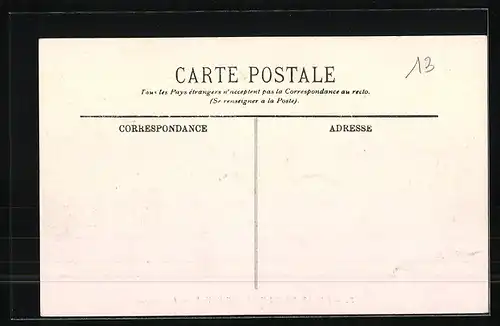 13
CARTE POSTALE
Tous les Pays étrangers n'acceptent pas la Correspondance au recto.
(Se renseigner a la Poste).
CORRESPONDANCE
ADRESSE